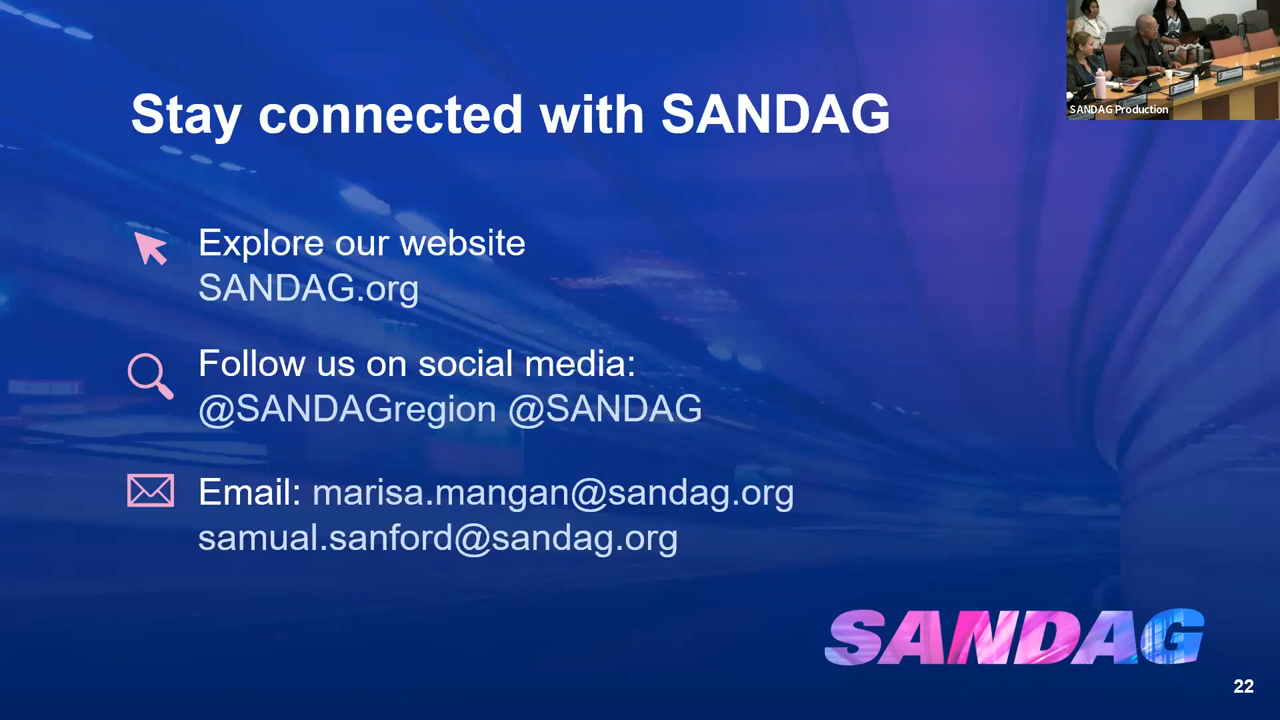 Stay connected with SANDAG
SANDAG Production
Explore our website
SANDAG.org
Follow us on social media:
@SANDAGregion @SANDAG
Email: marisa.mangan@sandag.org
samual.sanford@sandag.org
SANDAG
22